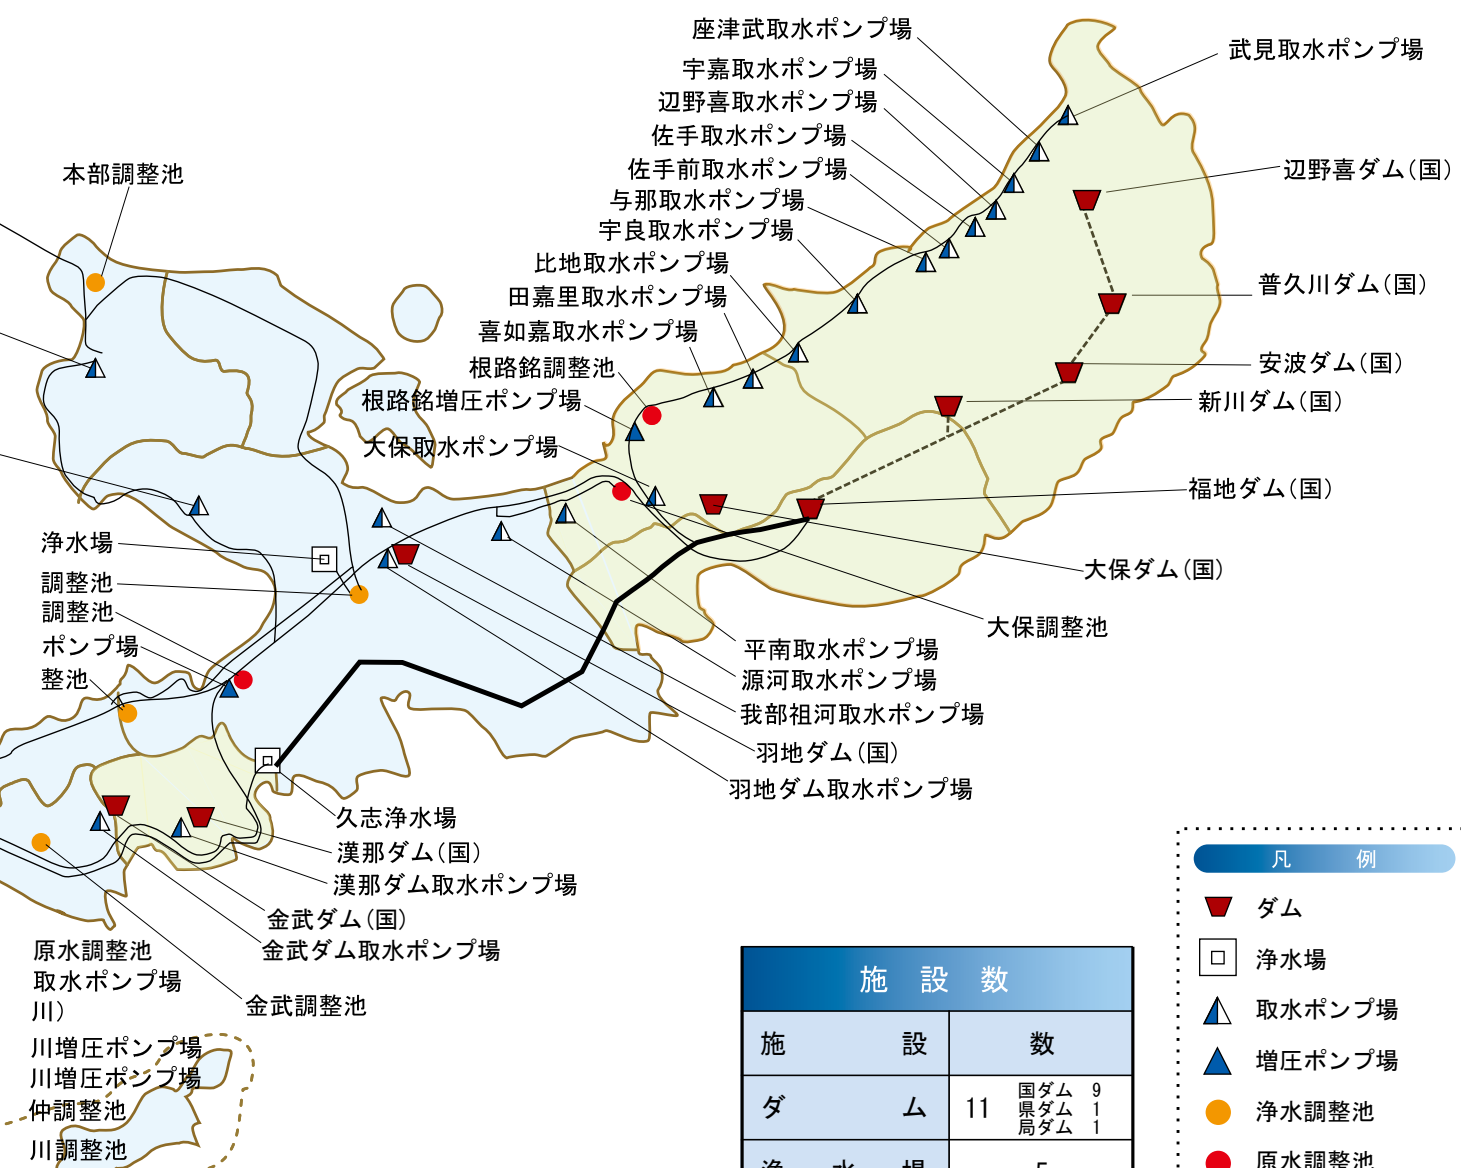 座津武取水ポンプ場
武見取水ポンプ場
宇嘉取水ポンプ場
辺野喜取水ポンプ場
佐手取水ポンプ場
佐手前取水ポンプ場
与那取水ポンプ場
宇良取水ポンプ場
比地取水ポンプ場
田嘉里取水ポンプ場
喜如嘉取水ポンプ場
根路銘調整池
根路銘増圧ポンプ場
大保取水ポンプ場
本部調整池
辺野喜ダム(国)
普久川ダム(国)
安波ダム(国)
新川ダム(国)
福地ダム(国)
大保ダム(国)
大保調整池
浄水場
調整池
調整池
ポンプ場
整池
平南取水ポンプ場
源河取水ポンプ場
我部祖河取水ポンプ場
羽地ダム(国)
羽地ダム取水ポンプ場
久志浄水場
漢那ダム(国)
漢那ダム取水ポンプ場
金武ダム(国)
金武ダム取水ポンプ場
金武調整池
原水調整池
取水ポンプ場
川)
川増圧ポンプ場
川増圧ポンプ場
仲調整池
川調整池
施設数
施設 数
ダム 11 国ダム 9
県ダム 1
局ダム 1
浄水場 5
凡例
ダム
浄水場
取水ポンプ場
増圧ポンプ場
浄水調整池
原水調整池